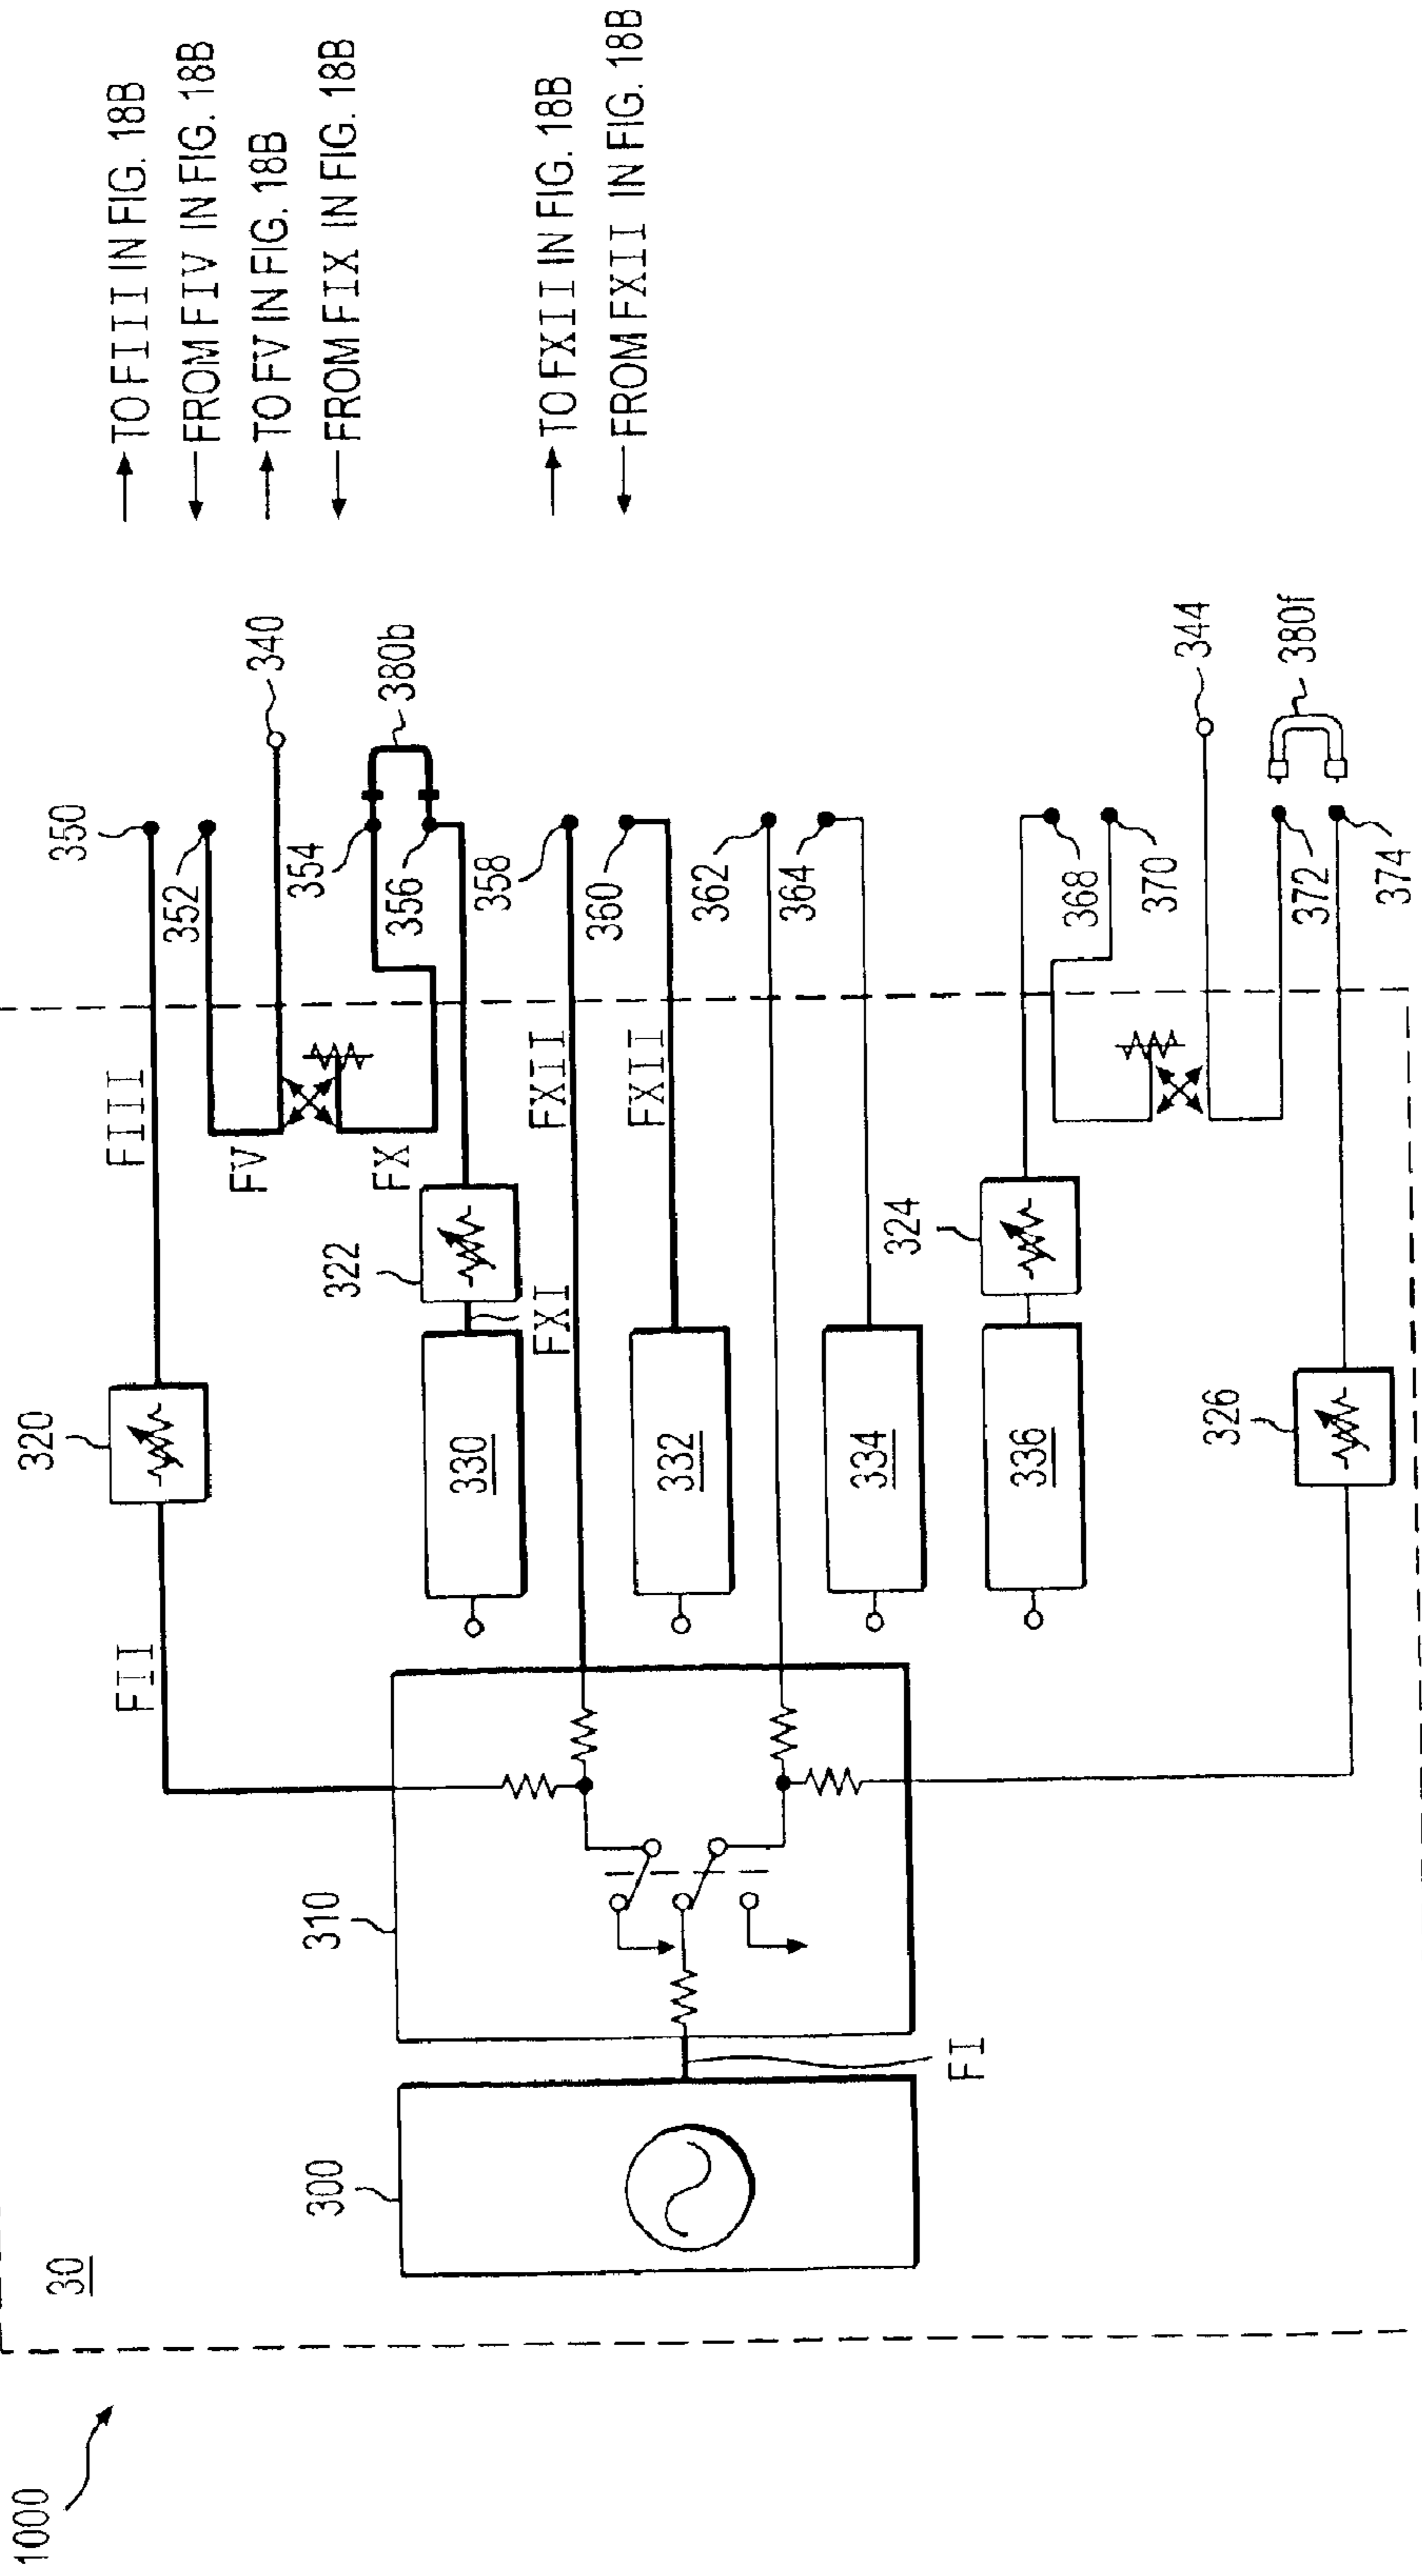 1000
30
300
FI
310
FII
320
FIII
350
352
FV
340
354
380b
356
FX
322
FXI
330
358
FXII
360
FXII
332
362
364
334
324
336
368
370
344
380f
372
374
326
TO FIII IN FIG. 18B
FROM FIV IN FIG. 18B
TO FV IN FIG. 18B
FROM FIX IN FIG. 18B
TO FXII IN FIG. 18B
FROM FXII IN FIG. 18B